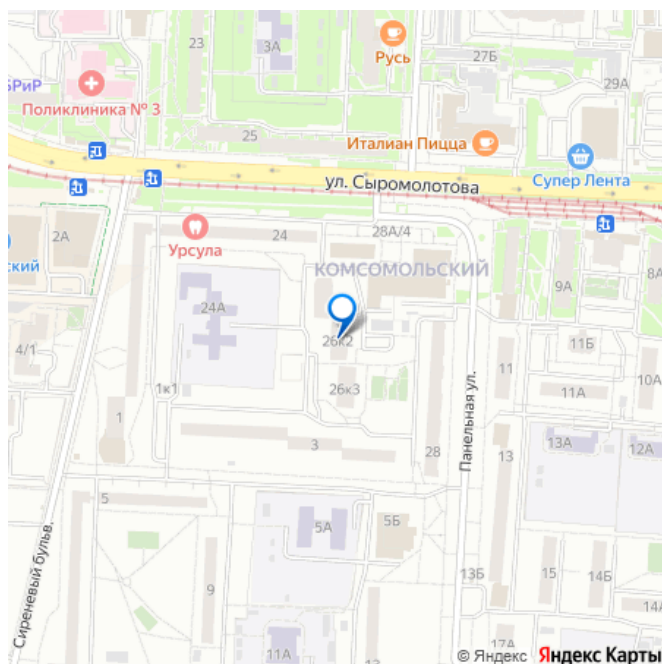 23
3А
Русь
27Б
БРиР
29А
Поликлиника № 3
25
Италиан Пицца
Супер Лента
ул. Сыромолотова
2А
Урсула
24
28А/4
ский
КОМСОМОЛЬСКИЙ
9А
8А
24А
4/1
26к2
11Б
1к1
26к3
11
11А
10А
Панельная ул.
1
3
28
13
13А
12А
5
5А
5Б
Сиреневый бульв.
9
13Б
15
14Б
14А
11А
17А
© Яндекс Яндекс Карты